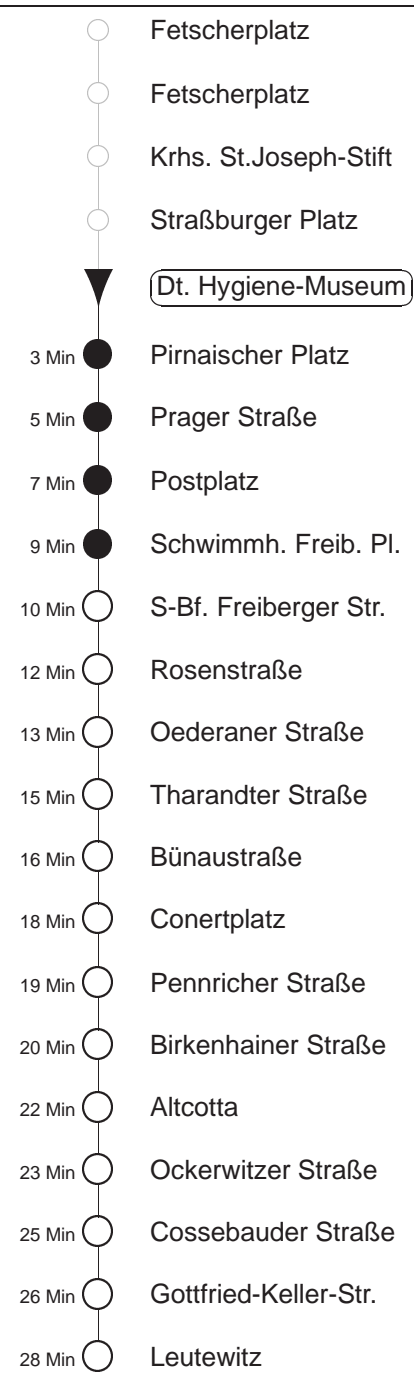 Fetscherplatz
Fetscherplatz
Krhs. St.Joseph-Stift
Straßburger Platz
Dt. Hygiene-Museum
3 Min Pirnaischer Platz
5 Min Prager Straße
7 Min Postplatz
9 Min Schwimmh. Freib. Pl.
10 Min S-Bf. Freiberger Str.
12 Min Rosenstraße
13 Min Oederaner Straße
15 Min Tharandter Straße
16 Min Bünaustraße
18 Min Conertplatz
19 Min Pennricher Straße
20 Min Birkenhainer Straße
22 Min Altcotta
23 Min Ockerwitzer Straße
25 Min Cossebauder Straße
26 Min Gottfried-Keller-Str.
28 Min Leutewitz